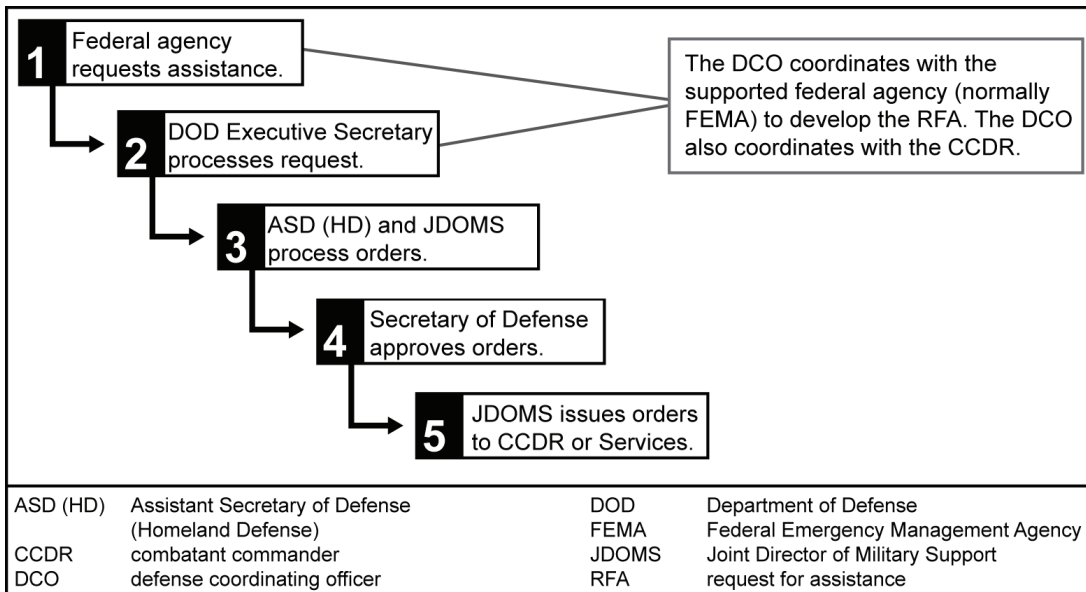 1
Federal agency
requests assistance.
2
DOD Executive Secretary
processes request.
3
ASD (HD) and JDOMS
process orders.
4
Secretary of Defense
approves orders.
5
JDOMS issues orders
to CCDR or Services.
The DCO coordinates with the
supported federal agency (normally
FEMA) to develop the RFA. The DCO
also coordinates with the CCDR.
ASD (HD) Assistant Secretary of Defense
(Homeland Defense)
CCDR combatant commander
DCO defense coordinating officer
DOD Department of Defense
FEMA Federal Emergency Management Agency
JDOMS Joint Director of Military Support
RFA request for assistance